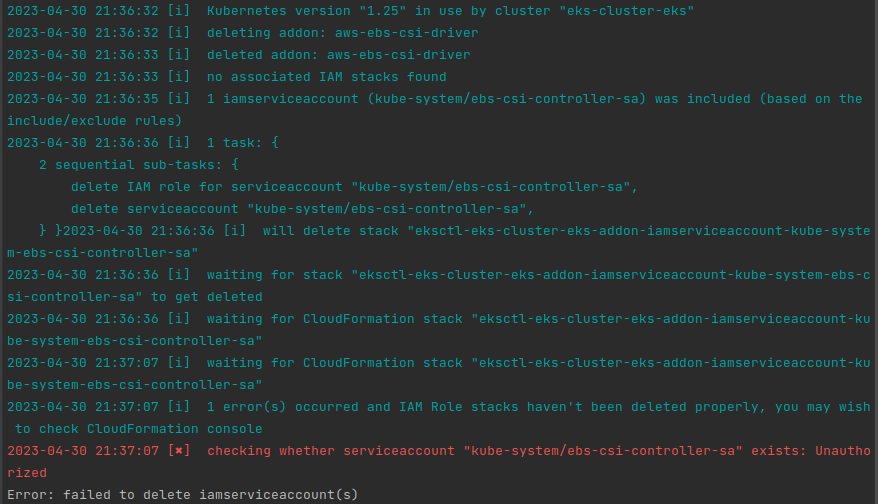 2023-04-30 21:36:32 [i]  Kubernetes version "1.25" in use by cluster "eks-cluster-eks"
2023-04-30 21:36:32 [i]  deleting addon: aws-ebs-csi-driver
2023-04-30 21:36:33 [i]  deleted addon: aws-ebs-csi-driver
2023-04-30 21:36:33 [i]  no associated IAM stacks found
2023-04-30 21:36:35 [i]  1 iamserviceaccount (kube-system/ebs-csi-controller-sa) was included (based on the
include/exclude rules)
2023-04-30 21:36:36 [i]  1 task: {
    2 sequential sub-tasks: {
        delete IAM role for serviceaccount "kube-system/ebs-csi-controller-sa",
        delete serviceaccount "kube-system/ebs-csi-controller-sa",
    } }2023-04-30 21:36:36 [i]  will delete stack "eksctl-eks-cluster-eks-addon-iamserviceaccount-kube-syste
m-ebs-csi-controller-sa"
2023-04-30 21:36:36 [i]  waiting for stack "eksctl-eks-cluster-eks-addon-iamserviceaccount-kube-system-ebs-c
si-controller-sa" to get deleted
2023-04-30 21:36:36 [i]  waiting for CloudFormation stack "eksctl-eks-cluster-eks-addon-iamserviceaccount-ku
be-system-ebs-csi-controller-sa"
2023-04-30 21:37:07 [i]  waiting for CloudFormation stack "eksctl-eks-cluster-eks-addon-iamserviceaccount-ku
be-system-ebs-csi-controller-sa"
2023-04-30 21:37:07 [i]  1 error(s) occurred and IAM Role stacks haven't been deleted properly, you may wish
 to check CloudFormation console
2023-04-30 21:37:07 [✖]  checking whether serviceaccount "kube-system/ebs-csi-controller-sa" exists: Unautho
rized
Error: failed to delete iamserviceaccount(s)